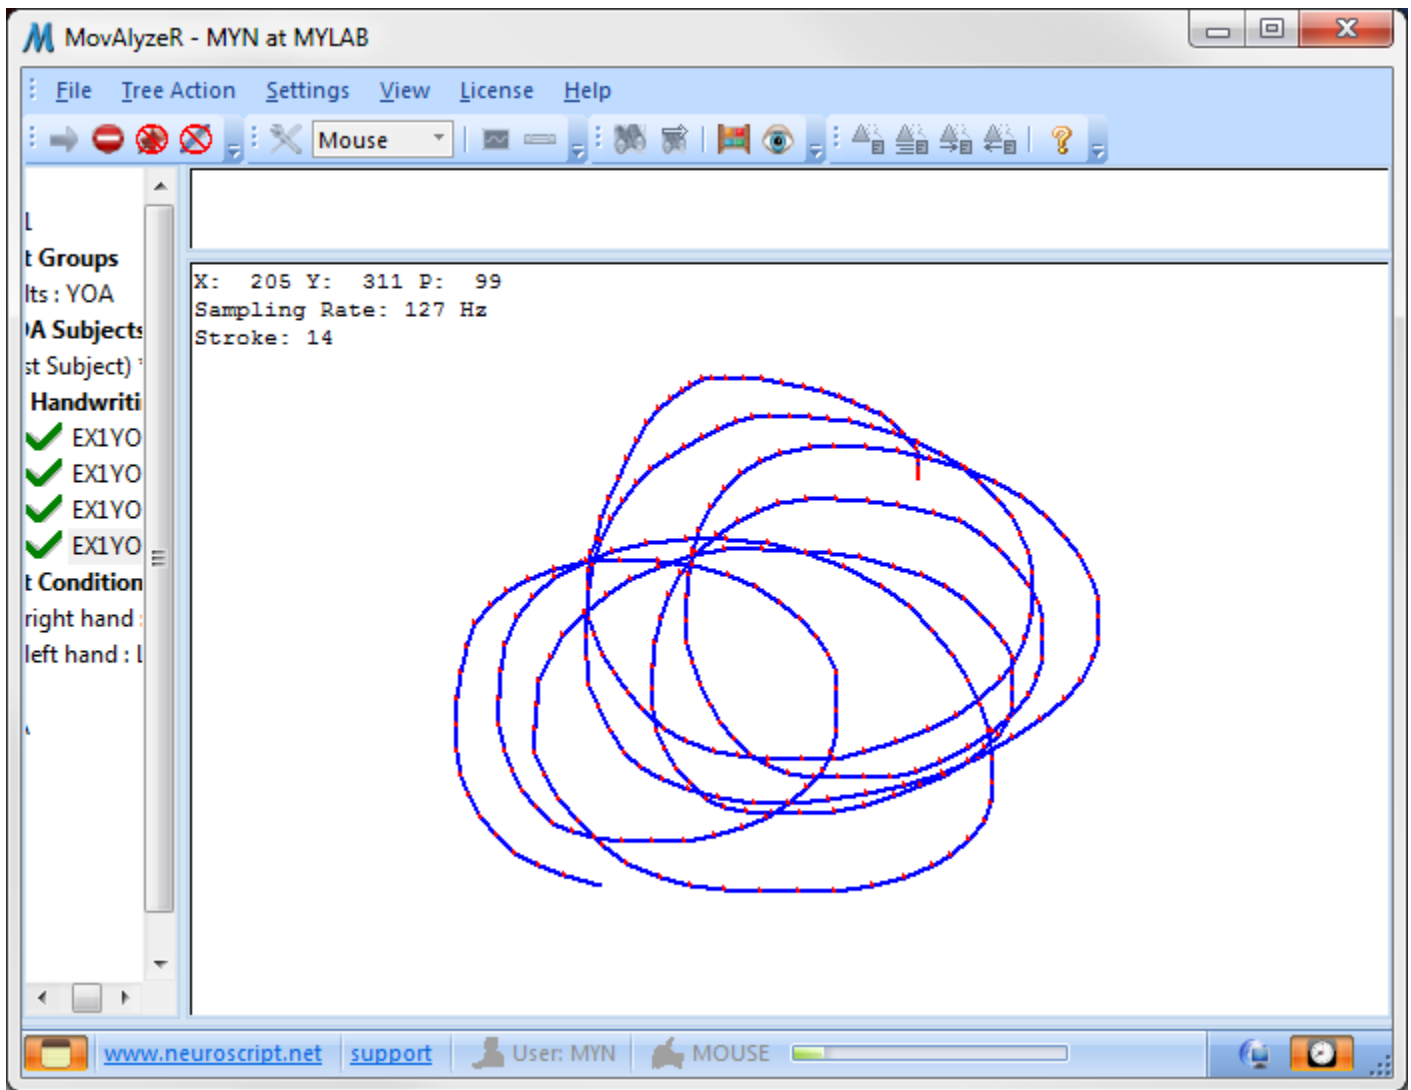 MovAlyzeR - MYN at MYLAB
File Tree Action Settings View License Help
Mouse
t Groups
lts : YOA
A Subjects
st Subject)
Handwriti
EX1YO
EX1YO
EX1YO
EX1YO
t Condition
right hand :
left hand : L
X: 205 Y: 311 P: 99
Sampling Rate: 127 Hz
Stroke: 14
www.neuroscript.net support User: MYN MOUSE